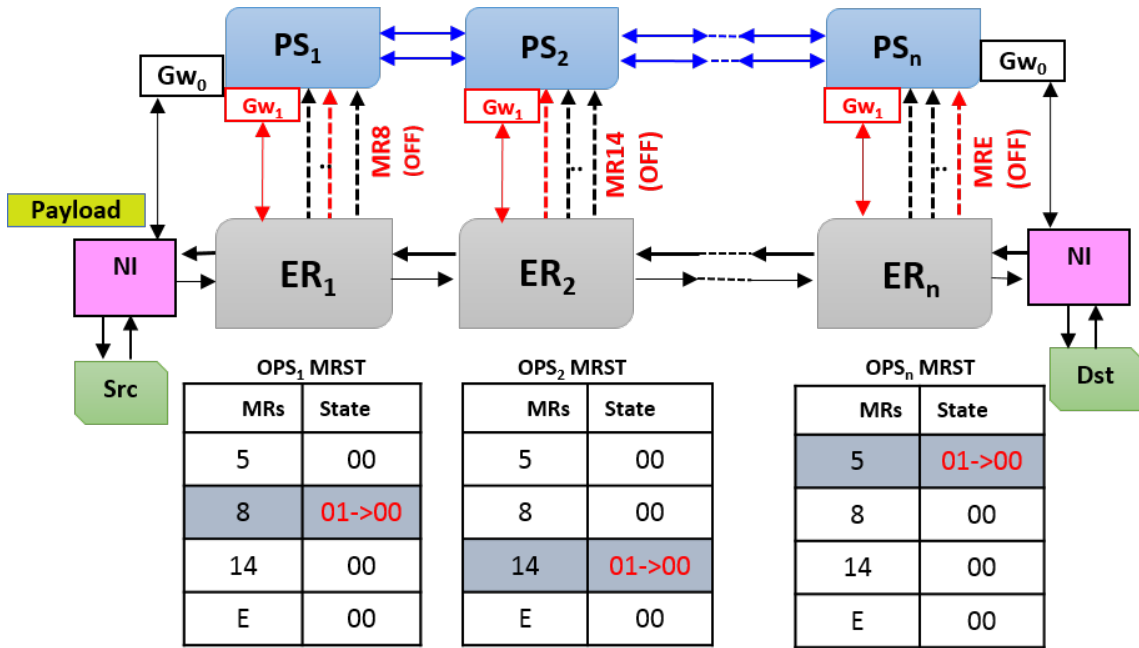 PS1 PS2 PSn
Gw0 Gw0
Gw1 Gw1 Gw1
MR8 (OFF)
MR14 (OFF)
MRE (OFF)
..
..
..
Payload
NI NI
ER1 ER2 ERn
Src Dst
OPS1 MRST
MRs State
5 00
8 01->00
14 00
E 00
OPS2 MRST
MRs State
5 00
8 00
14 01->00
E 00
OPSn MRST
MRs State
5 01->00
8 00
14 00
E 00